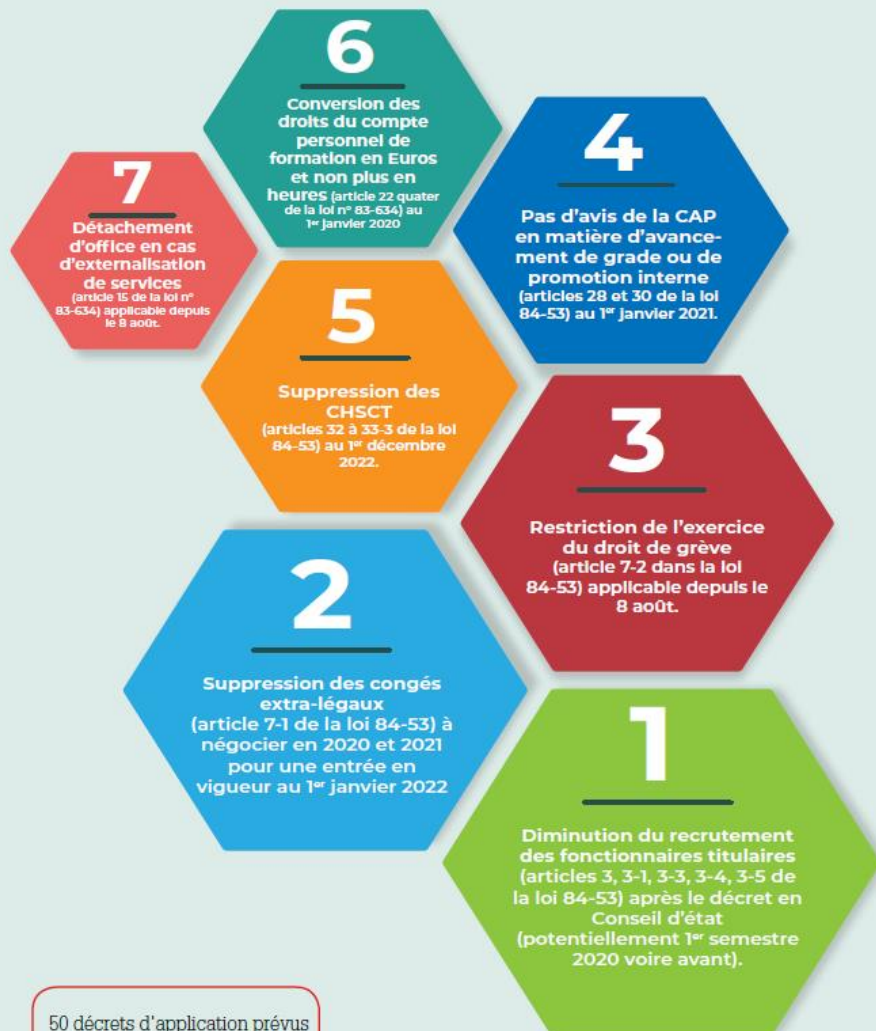 6
Conversion des
droits du compte
personnel de
formation en Euros
et non plus en
heures (article 22 quater
de la loi n° 83-634) au
1er janvier 2020
7
Détachement
d'office en cas
d'externalisation
de services
(article 15 de la loi n°
83-634) applicable depuis
le 8 août.
4
Pas d'avis de la CAP
en matière d'avance-
ment de grade ou de
promotion interne
(articles 28 et 30 de la loi
84-53) au 1er janvier 2021.
5
Suppression des
CHSCT
(articles 32 à 33-3 de la loi
84-53) au 1er décembre
2022.
3
Restriction de l'exercice
du droit de grève
(article 7-2 dans la loi
84-53) applicable depuis le
8 août.
2
Suppression des congés
extra-légaux
(article 7-1 de la loi 84-53) à
négocier en 2020 et 2021
pour une entrée en
vigueur au 1er janvier 2022
1
Diminution du recrutement
des fonctionnaires titulaires
(articles 3, 3-1, 3-3, 3-4, 3-5 de
la loi 84-53) après le décret en
Conseil d'état
(potentiellement 1er semestre
2020 voire avant).
50 décrets d'application prévus